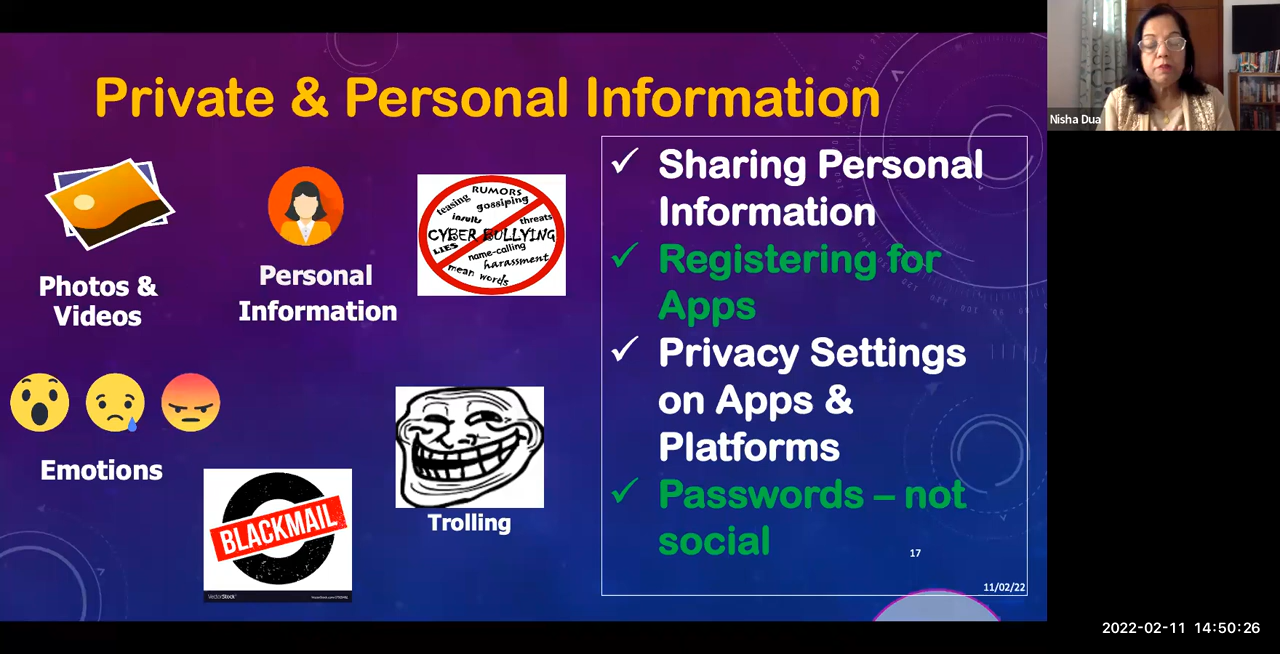 Private & Personal Information
Photos &
Videos
Personal
Information
RUMORS
teasing
gossiping
insults
threats
CYBER BULLYING
LIES
name-calling
harassment
mean words
Emotions
BLACKMAIL
VectorStock
Trolling
✓ Sharing Personal
Information
✓ Registering for
Apps
✓ Privacy Settings
on Apps &
Platforms
✓ Passwords – not
social
17
11/02/22
Nisha Dua
2022-02-11 14:50:26